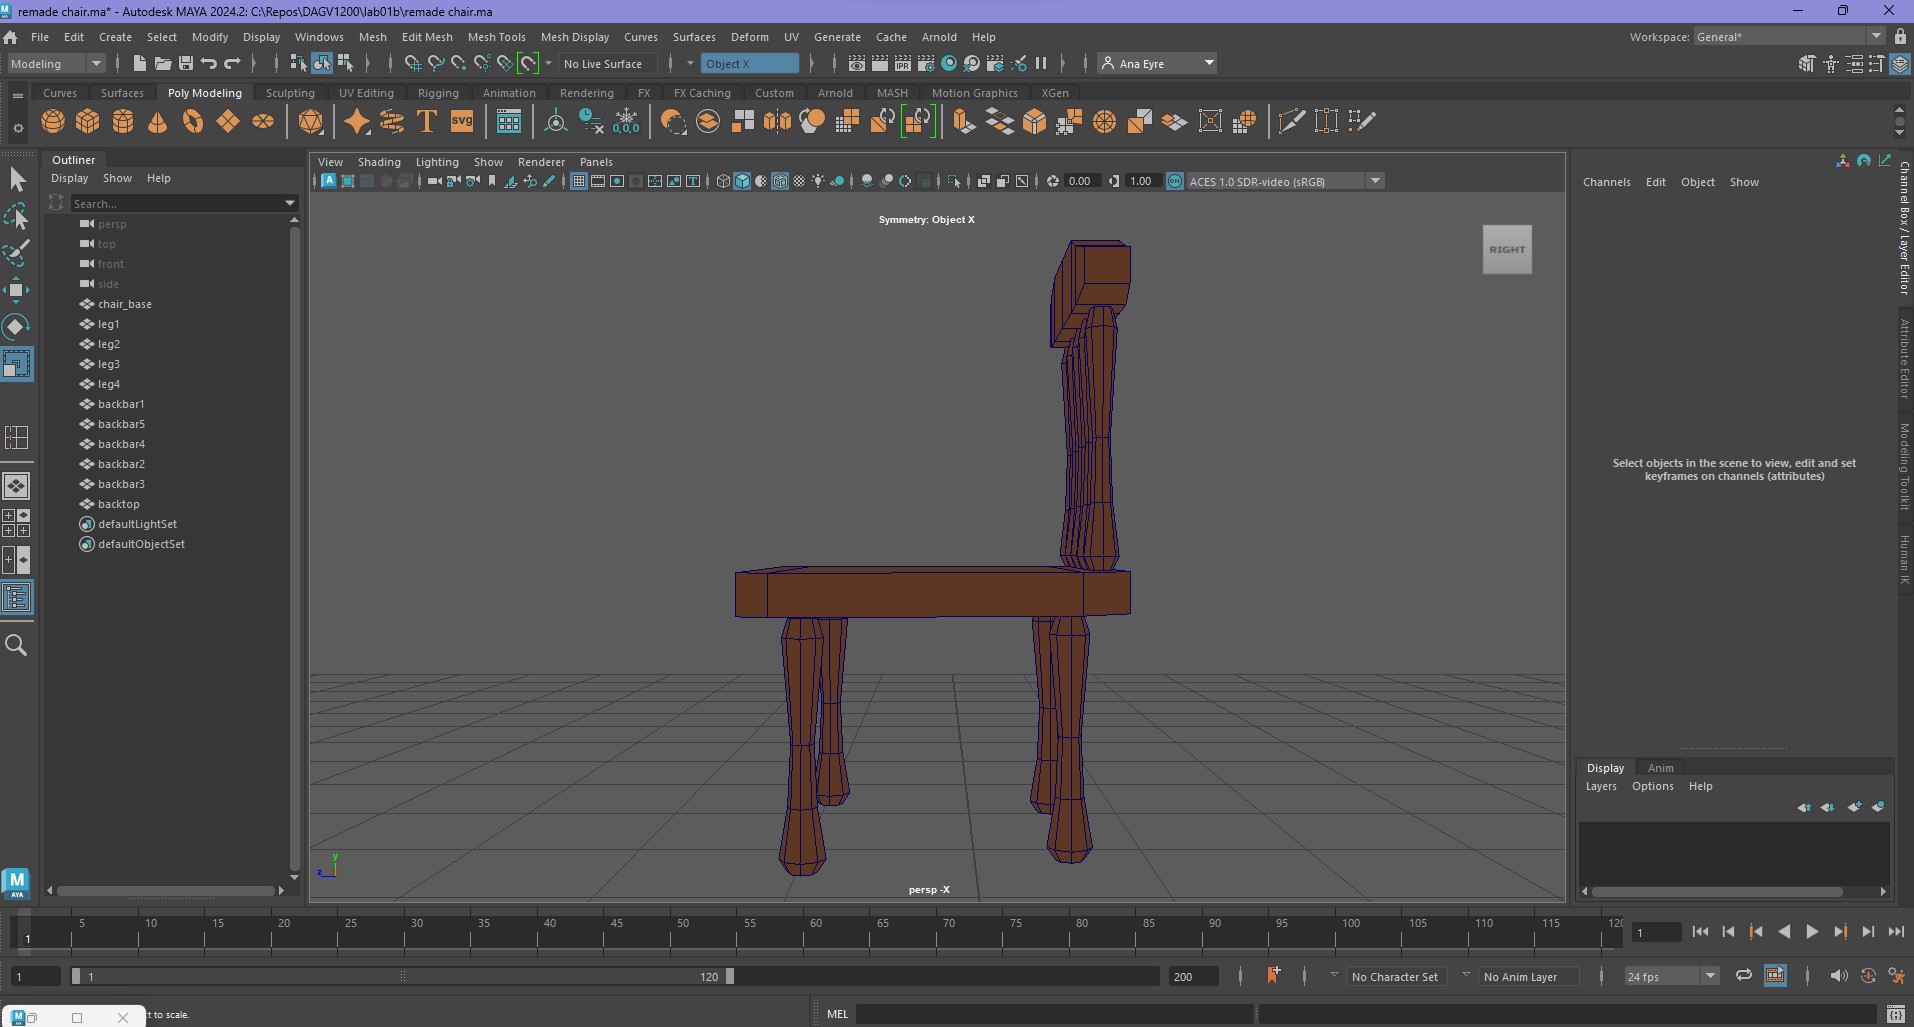 remade chair.ma* - Autodesk MAYA 2024.2: C:\Repos\DAGV1200\lab01b\remade chair.ma
File Edit Create Select Modify Display Windows Mesh Edit Mesh Mesh Tools Mesh Display Curves Surfaces Deform UV Generate Cache Arnold Help
Workspace: General*
Modeling
No Live Surface
Object X
IPR
Ana Eyre
Curves Surfaces Poly Modeling Sculpting UV Editing Rigging Animation Rendering FX FX Caching Custom Arnold MASH Motion Graphics XGen
T
SVG
0,0,0
Outliner
Display Show Help
Search...
persp
top
front
side
chair_base
leg1
leg2
leg3
leg4
backbar1
backbar5
backbar4
backbar2
backbar3
backtop
defaultLightSet
defaultObjectSet
View Shading Lighting Show Renderer Panels
0.00
1.00
ON
ACES 1.0 SDR-video (sRGB)
Symmetry: Object X
RIGHT
y
z
persp -X
Channels Edit Object Show
Select objects in the scene to view, edit and set
keyframes on channels (attributes)
Channel Box / Layer Editor
Attribute Editor
Modeling Toolkit
Human IK
Display Anim
Layers Options Help
M
AYA
5 10 15 20 25 30 35 40 45 50 55 60 65 70 75 80 85 90 95 100 105 110 115 120
1
1
1
1
120
200
No Character Set
No Anim Layer
24 fps
ct to scale.
MEL